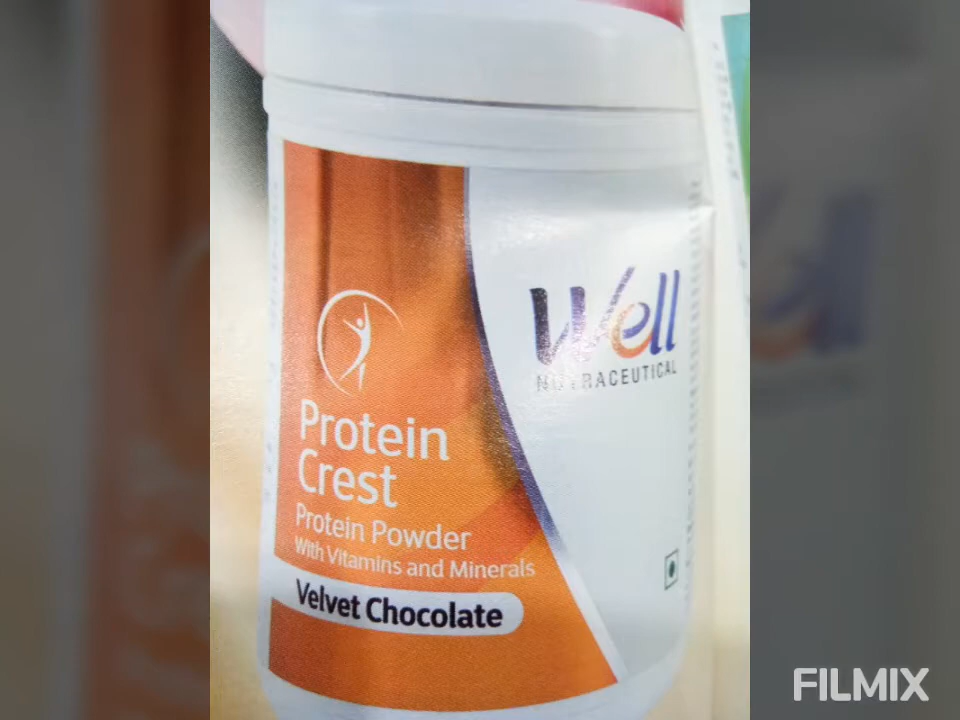 Well
NUTRACEUTICAL
Protein
Crest
Protein Powder
With Vitamins and Minerals
Velvet Chocolate
FILMIX